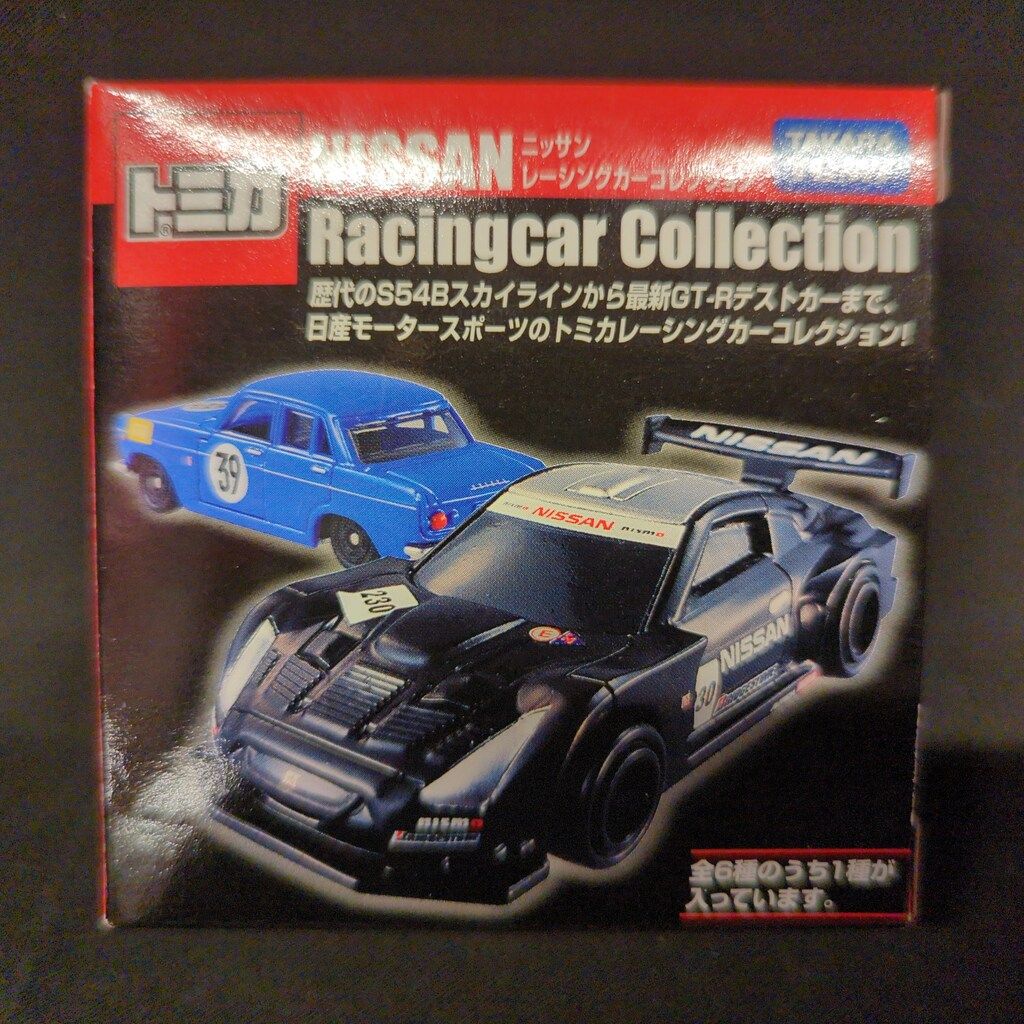 トミカ
NISSAN
ニッサン
レーシングカーコレクション
TAKARA
Racingcar Collection
歴代のS54Bスカイラインから最新GT-Rテストカーまで、
日産モータースポーツのトミカレーシングカーコレクション!
39
NISSAN
NISSAN nismo
230
NISSAN
30
nismo
全6種のうち1種が
入っています。